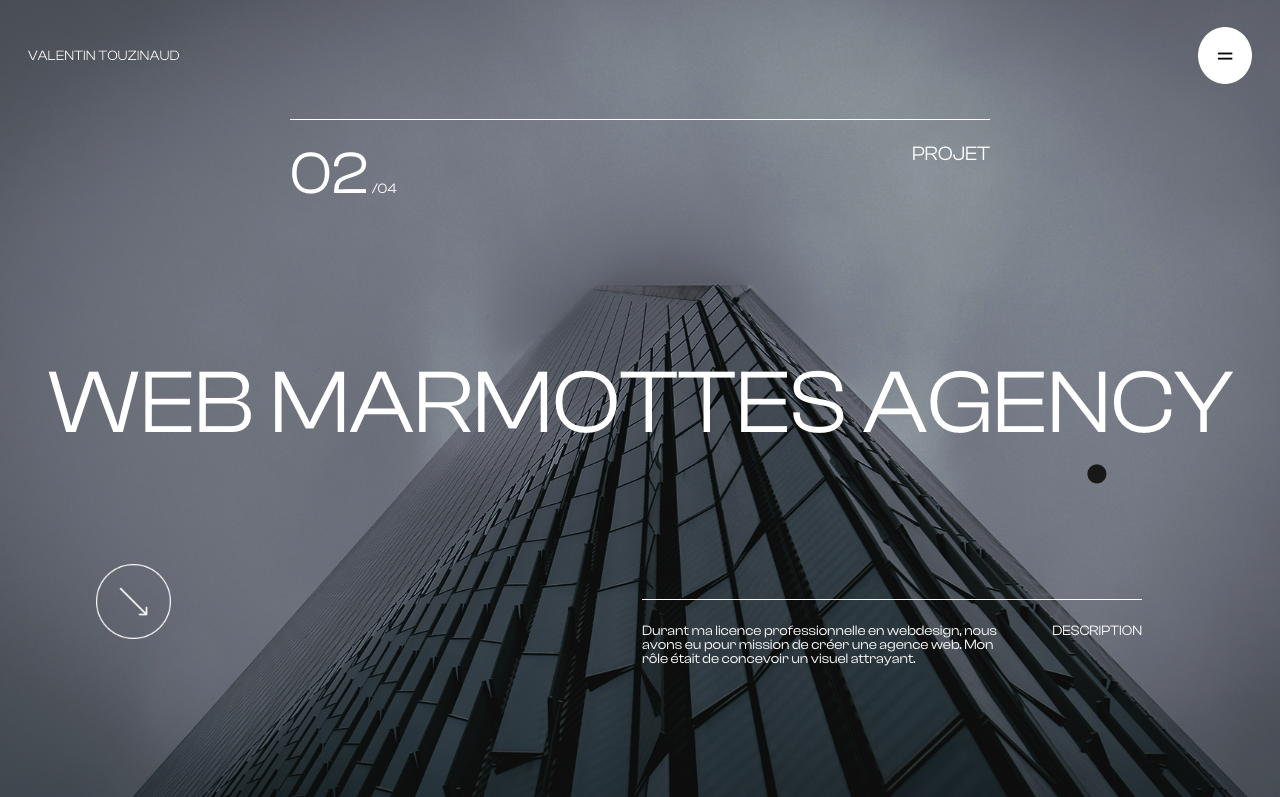 VALENTIN TOUZINAUD
02 /04
PROJET
WEB MARMOTTES AGENCY
Durant ma licence professionnelle en webdesign, nous
avons eu pour mission de créer une agence web. Mon
rôle était de concevoir un visuel attrayant.
DESCRIPTION